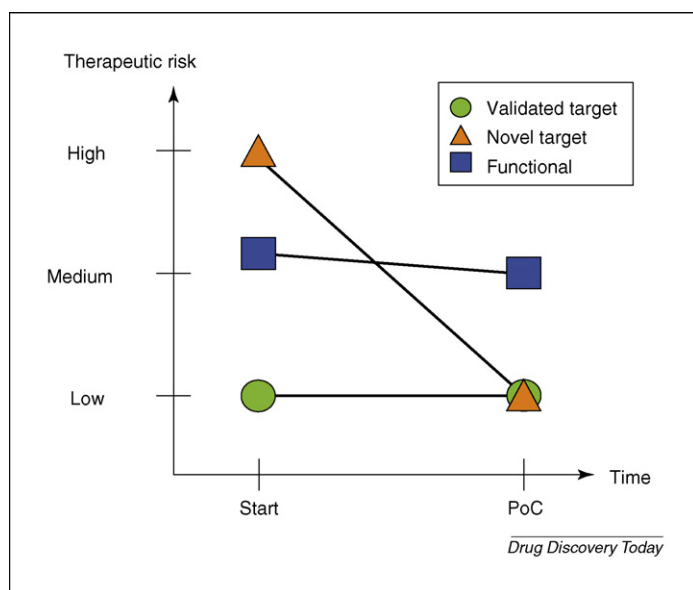 Therapeutic risk
Validated target
Novel target
Functional
High
Medium
Low
Time
Start
PoC
Drug Discovery Today